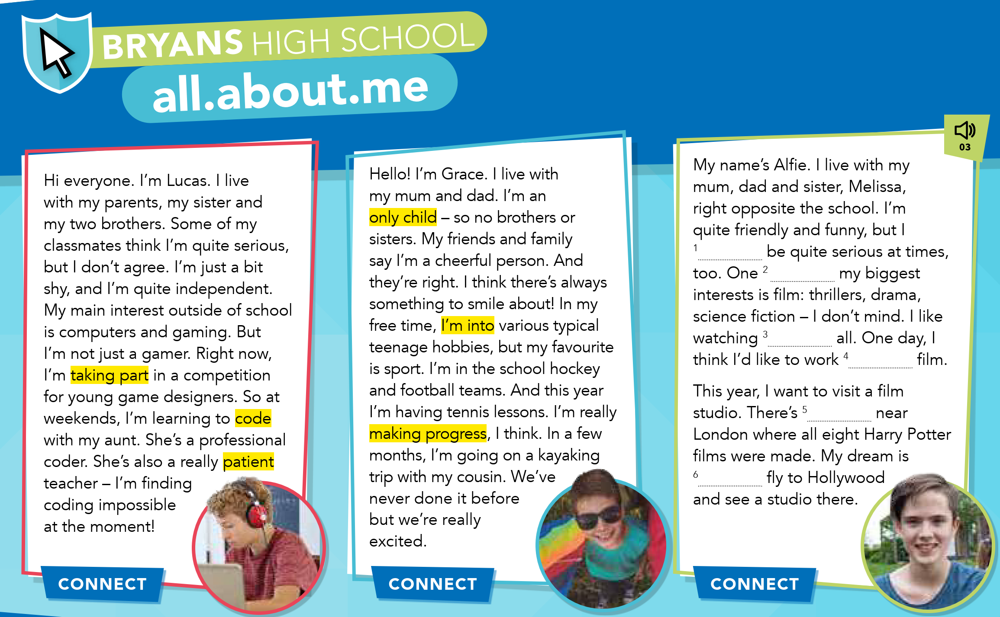 BRYANS HIGH SCHOOL
all.about.me
Hi everyone. I'm Lucas. I live
with my parents, my sister and
my two brothers. Some of my
classmates think I'm quite serious,
but I don't agree. I'm just a bit
shy, and I'm quite independent.
My main interest outside of school
is computers and gaming. But
I'm not just a gamer. Right now,
I'm taking part in a competition
for young game designers. So at
weekends, I'm learning to code
with my aunt. She's a professional
coder. She's also a really patient
teacher – I'm finding
coding impossible
at the moment!
CONNECT
Hello! I'm Grace. I live with
my mum and dad. I'm an
only child – so no brothers or
sisters. My friends and family
say I'm a cheerful person. And
they're right. I think there's always
something to smile about! In my
free time, I'm into various typical
teenage hobbies, but my favourite
is sport. I'm in the school hockey
and football teams. And this year
I'm having tennis lessons. I'm really
making progress, I think. In a few
months, I'm going on a kayaking
trip with my cousin. We've
never done it before
but we're really
excited.
CONNECT
03
My name's Alfie. I live with my
mum, dad and sister, Melissa,
right opposite the school. I'm
quite friendly and funny, but I
1 .......... be quite serious at times,
too. One 2 .......... my biggest
interests is film: thrillers, drama,
science fiction – I don't mind. I like
watching 3 .......... all. One day, I
think I'd like to work 4 .......... film.
This year, I want to visit a film
studio. There's 5 .......... near
London where all eight Harry Potter
films were made. My dream is
6 .......... fly to Hollywood
and see a studio there.
CONNECT